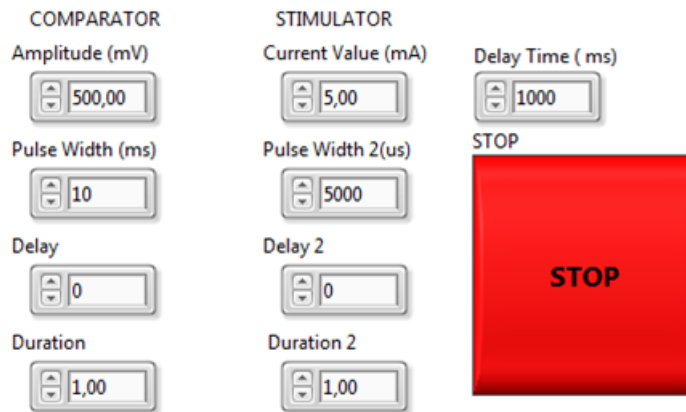 COMPARATOR
Amplitude (mV)
500,00
Pulse Width (ms)
10
Delay
0
Duration
1,00
STIMULATOR
Current Value (mA)
5,00
Pulse Width 2(us)
5000
Delay 2
0
Duration 2
1,00
Delay Time ( ms)
1000
STOP
STOP